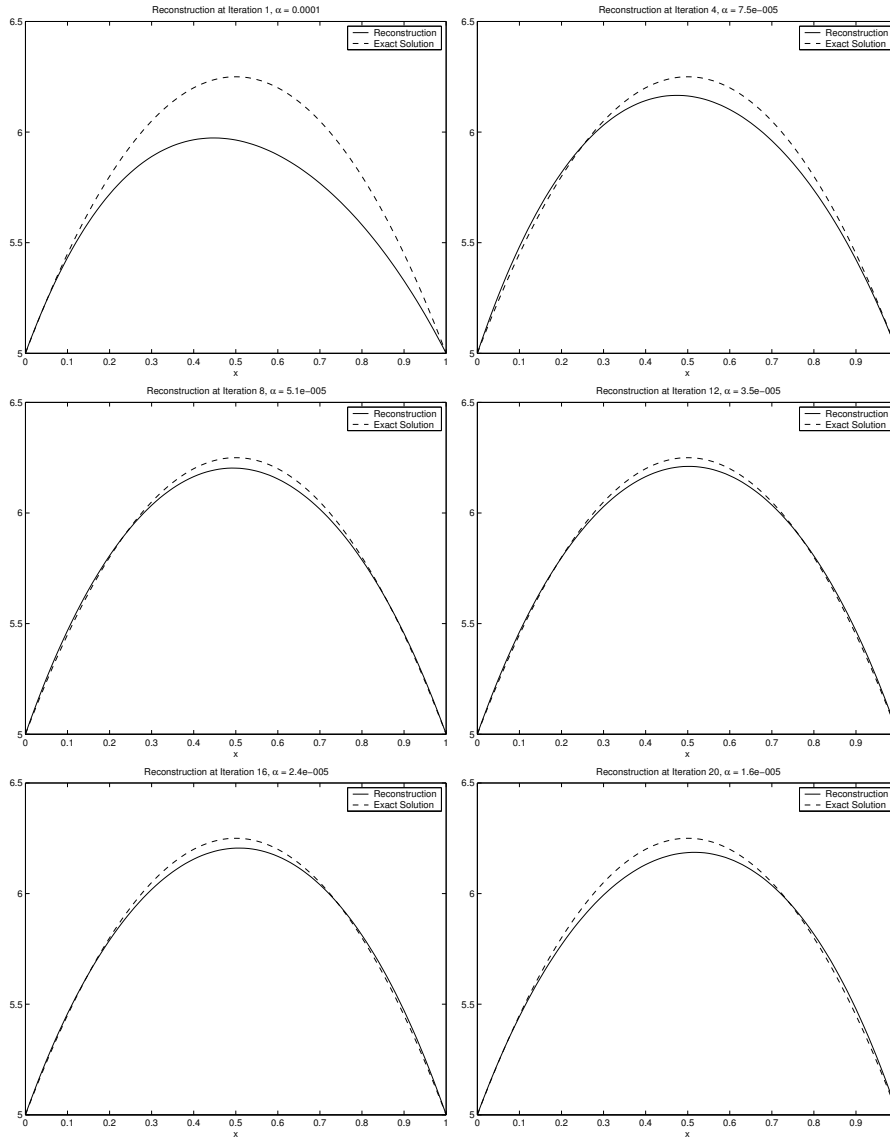 Reconstruction at Iteration 1, α = 0.0001
Reconstruction
Exact Solution
6.5
6
5.5
5
0 0.1 0.2 0.3 0.4 0.5 0.6 0.7 0.8 0.9 1
x
Reconstruction at Iteration 4, α = 7.5e-005
Reconstruction
Exact Solution
6.5
6
5.5
5
0 0.1 0.2 0.3 0.4 0.5 0.6 0.7 0.8 0.9
x
Reconstruction at Iteration 8, α = 5.1e-005
Reconstruction
Exact Solution
6.5
6
5.5
5
0 0.1 0.2 0.3 0.4 0.5 0.6 0.7 0.8 0.9 1
x
Reconstruction at Iteration 12, α = 3.5e-005
Reconstruction
Exact Solution
6.5
6
5.5
5
0 0.1 0.2 0.3 0.4 0.5 0.6 0.7 0.8 0.9
x
Reconstruction at Iteration 16, α = 2.4e-005
Reconstruction
Exact Solution
6.5
6
5.5
5
0 0.1 0.2 0.3 0.4 0.5 0.6 0.7 0.8 0.9 1
x
Reconstruction at Iteration 20, α = 1.6e-005
Reconstruction
Exact Solution
6.5
6
5.5
5
0 0.1 0.2 0.3 0.4 0.5 0.6 0.7 0.8 0.9
x